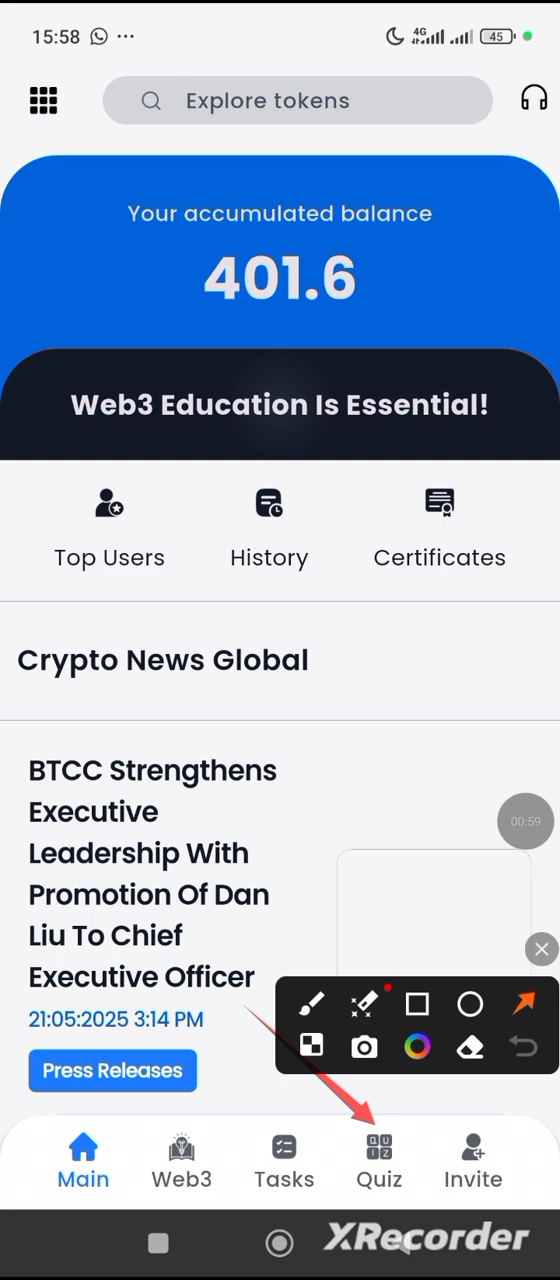 15:58
4G
45
Explore tokens
Your accumulated balance
401.6
Web3 Education Is Essential!
Top Users
History
Certificates
Crypto News Global
BTCC Strengthens
Executive
Leadership With
Promotion Of Dan
Liu To Chief
Executive Officer
00:59
21:05:2025 3:14 PM
Press Releases
QU
IZ
Main
Web3
Tasks
Quiz
Invite
XRecorder